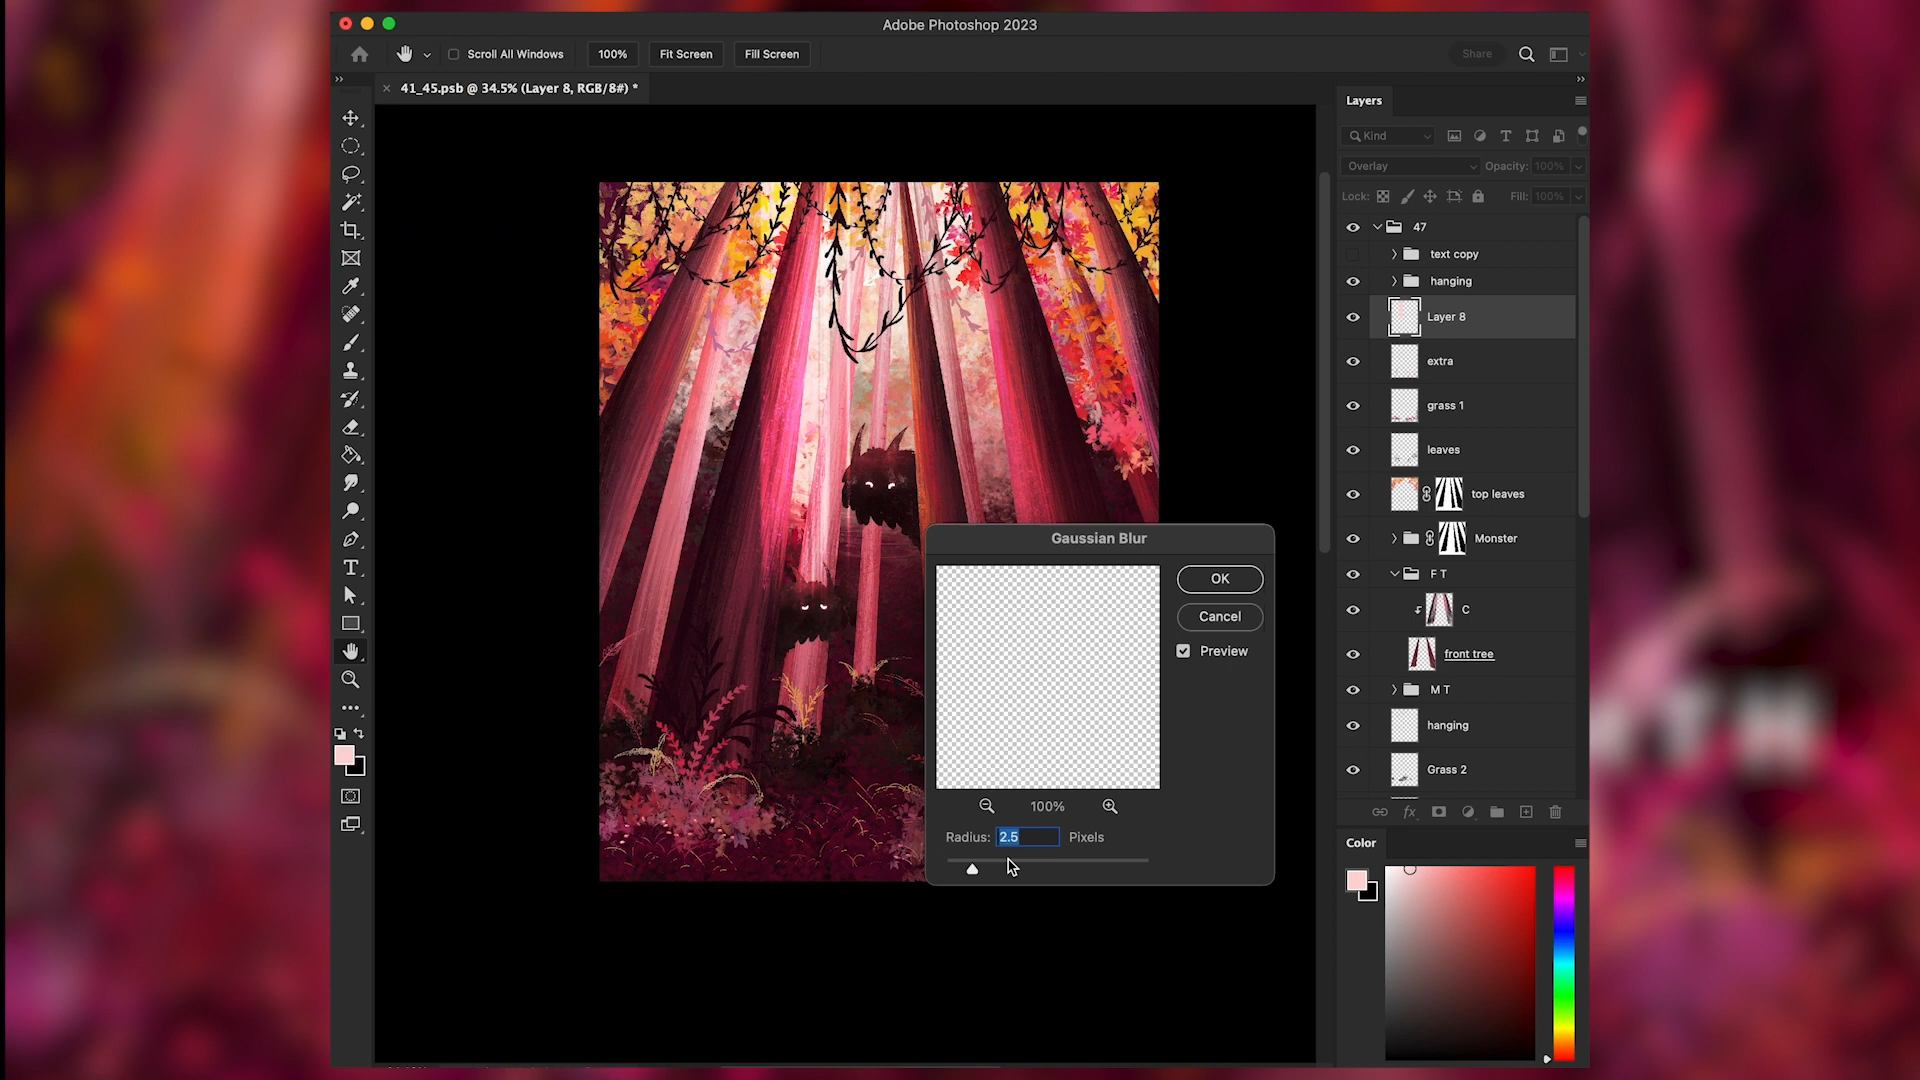 Adobe Photoshop 2023
Scroll All Windows
100%
Fit Screen
Fill Screen
Share
41_45.psb @ 34.5% (Layer 8, RGB/8#) *
Layers
Kind
Overlay
Opacity: 100%
Lock:
Fill: 100%
47
text copy
hanging
Layer 8
extra
grass 1
leaves
top leaves
Monster
F T
C
front tree
M T
hanging
Grass 2
fx
Gaussian Blur
OK
Cancel
Preview
100%
Radius: 2.5 Pixels
Color